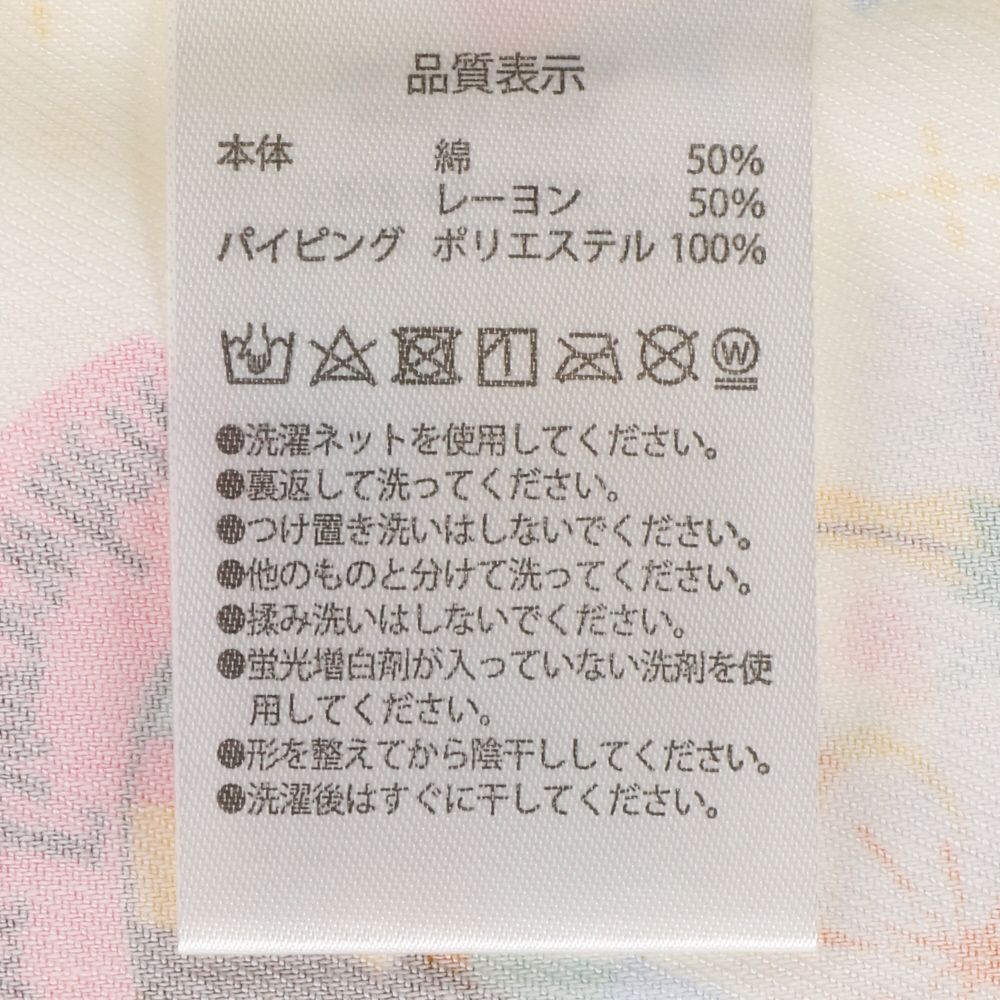 品質表示
本体 綿 50%
レーヨン 50%
パイピング ポリエステル 100%
W
●洗濯ネットを使用してください。
●裏返して洗ってください。
●つけ置き洗いはしないでください。
●他のものと分けて洗ってください。
●揉み洗いはしないでください。
●蛍光増白剤が入っていない洗剤を使
用してください。
●形を整えてから陰干ししてください。
●洗濯後はすぐに干してください。